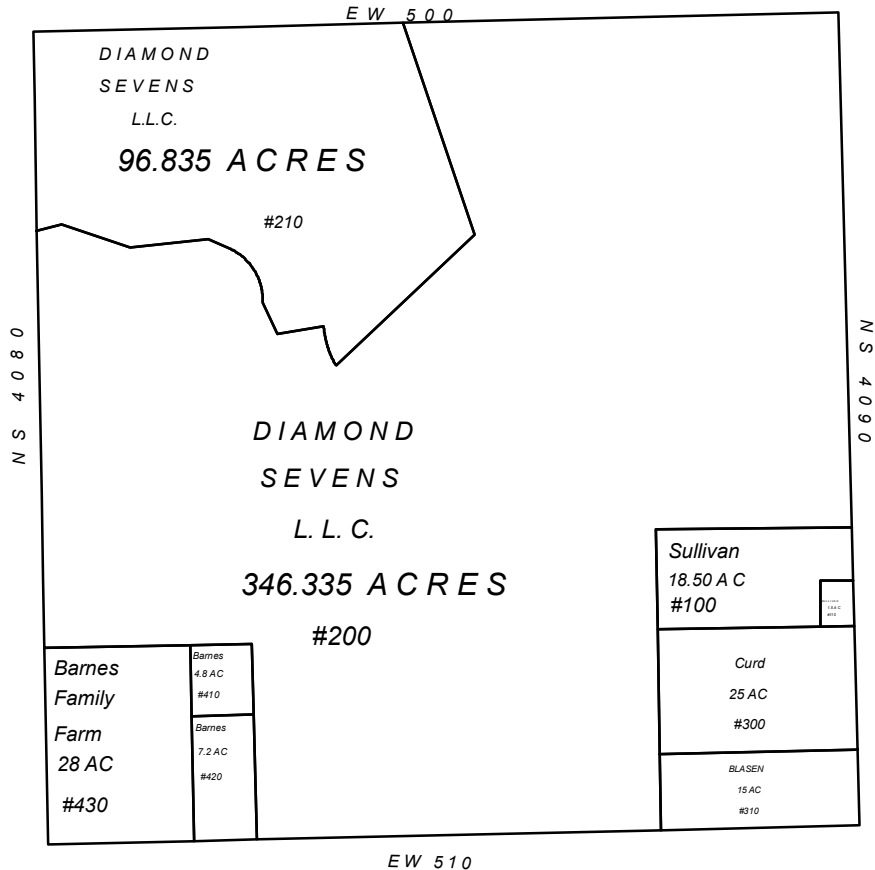 EW 500
DIAMOND
SEVENS
L.L.C.
96.835 ACRES
#210
NS 4080
NS 4090
DIAMOND
SEVENS
L. L. C.
346.335 ACRES
#200
Sullivan
18.50 AC
#100
Curd
25 AC
#300
BLASEN
15 AC
#310
Barnes
Family
Farm
28 AC
#430
Barnes
4.8 AC
#410
Barnes
7.2 AC
#420
EW 510